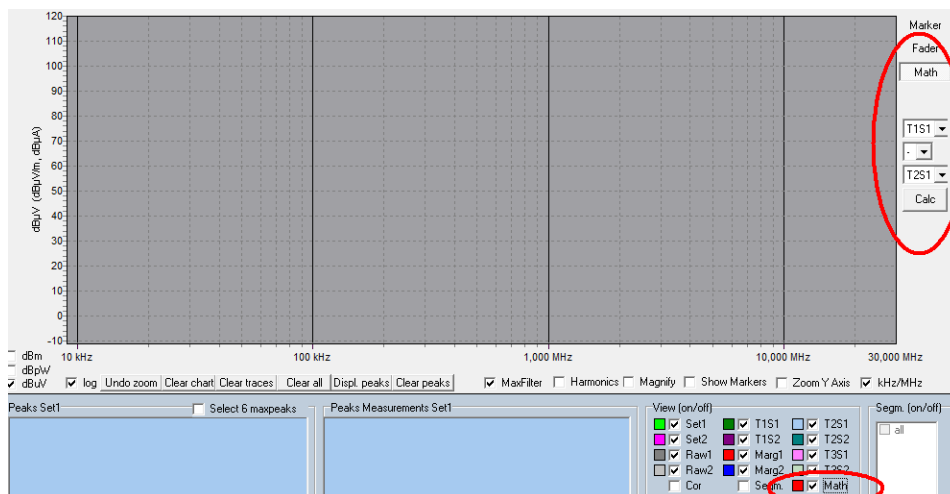 120
110
100
90
80
70
60
50
40
30
20
10
0
-10
dBµV (dBµV/m, dBµA)
10 kHz 100 kHz 1,000 MHz 10,000 MHz 30,000 MHz
Marker
Fader
Math
T1S1
-
T2S1
Calc
dBm
dBpW
dBuV log Undo zoom Clear chart Clear traces Clear all Displ. peaks Clear peaks MaxFilter Harmonics Magnify Show Markers Zoom Y Axis kHz/MHz
Peaks Set1 Select 6 maxpeaks Peaks Measurements Set1 View (on/off) Segm. (on/off)
Set1 T1S1 T2S1 all
Set2 T1S2 T2S2
Raw1 Marg1 T3S1
Raw2 Marg2 T3S2
Cor Segm. Math